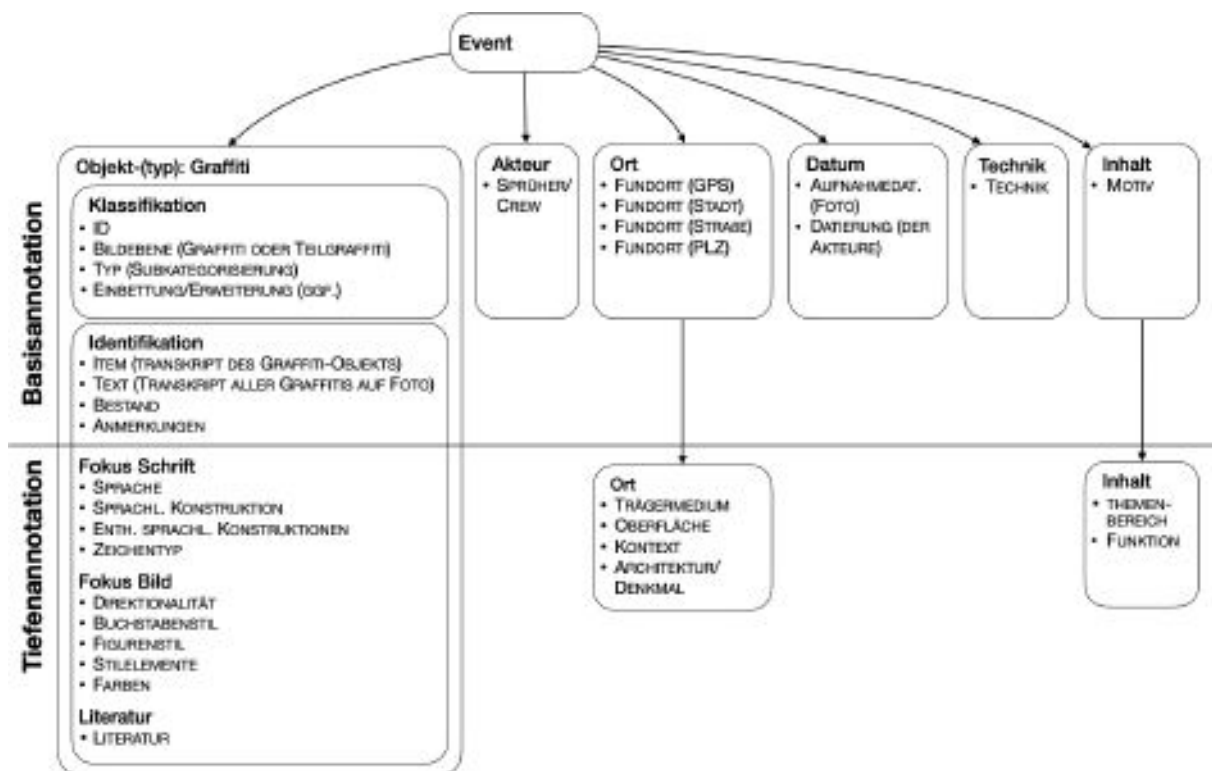 Event
Objekt-(typ): Graffiti
Klassifikation
• ID
• BILDEBENE (GRAFFITI ODER TEILGRAFFITI)
• TYP (SUBKATEGORISIERUNG)
• EINBETTUNG/ERWEITERUNG (GGF.)
Identifikation
• ITEM (TRANSKRIPT DES GRAFFITI-OBJEKTS)
• TEXT (TRANSKRIPT ALLER GRAFFITIS AUF FOTO)
• BESTAND
• ANMERKUNGEN
Akteur
• SPRÜHER/
CREW
Ort
• FUNDORT (GPS)
• FUNDORT (STADT)
• FUNDORT (STRAẞE)
• FUNDORT (PLZ)
Datum
• AUFNAHMEDAT.
(FOTO)
• DATIERUNG (DER
AKTEURE)
Technik
• TECHNIK
Inhalt
• MOTIV
Basisannotation
Fokus Schrift
• SPRACHE
• SPRACHL. KONSTRUKTION
• ENTH. SPRACHL. KONSTRUKTIONEN
• ZEICHENTYP
Fokus Bild
• DIREKTIONALITÄT
• BUCHSTABENSTIL
• FIGURENSTIL
• STILELEMENTE
• FARBEN
Literatur
• LITERATUR
Ort
• TRÄGERMEDIUM
• OBERFLÄCHE
• KONTEXT
• ARCHITEKTUR/
DENKMAL
Inhalt
• THEMEN-
BEREICH
• FUNKTION
Tiefenannotation